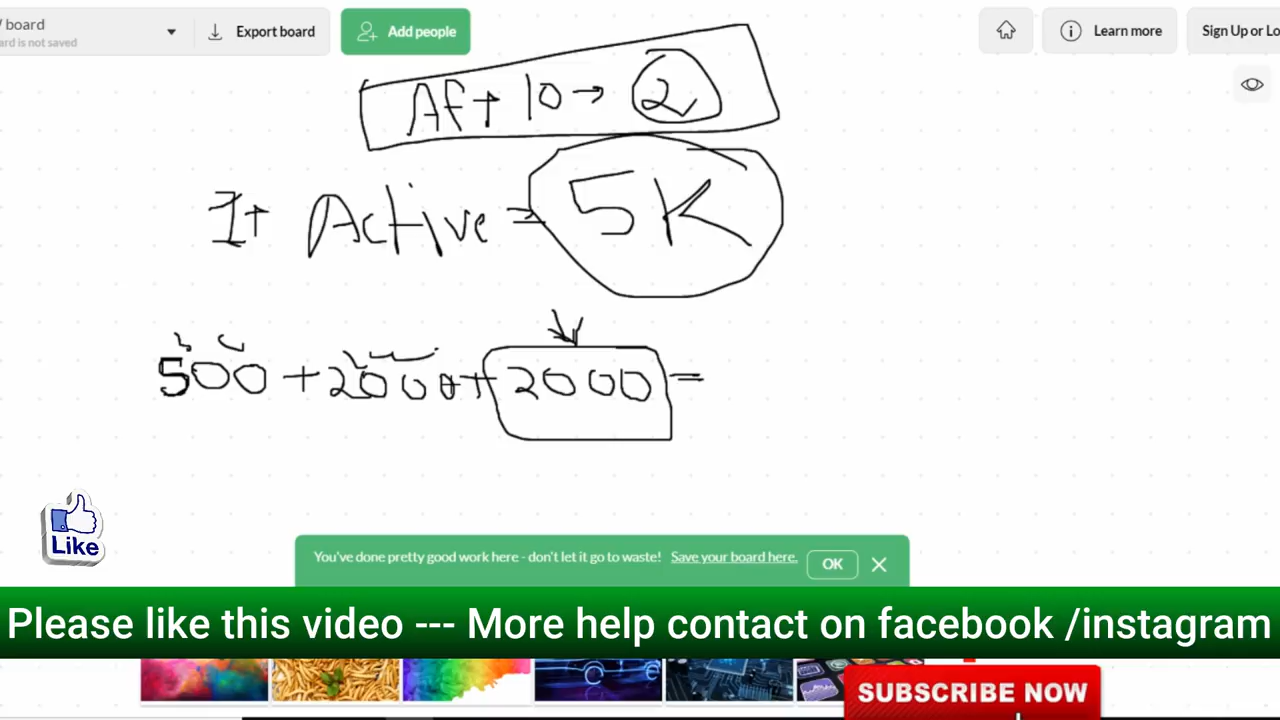 board
ard is not saved
Export board
Add people
Learn more
Sign Up or Lo
Aft 10 → 2
It Active = 5K
500 + 2000 + 2000 =
Like
You've done pretty good work here - don't let it go to waste! Save your board here. OK
Please like this video --- More help contact on facebook /instagram
SUBSCRIBE NOW